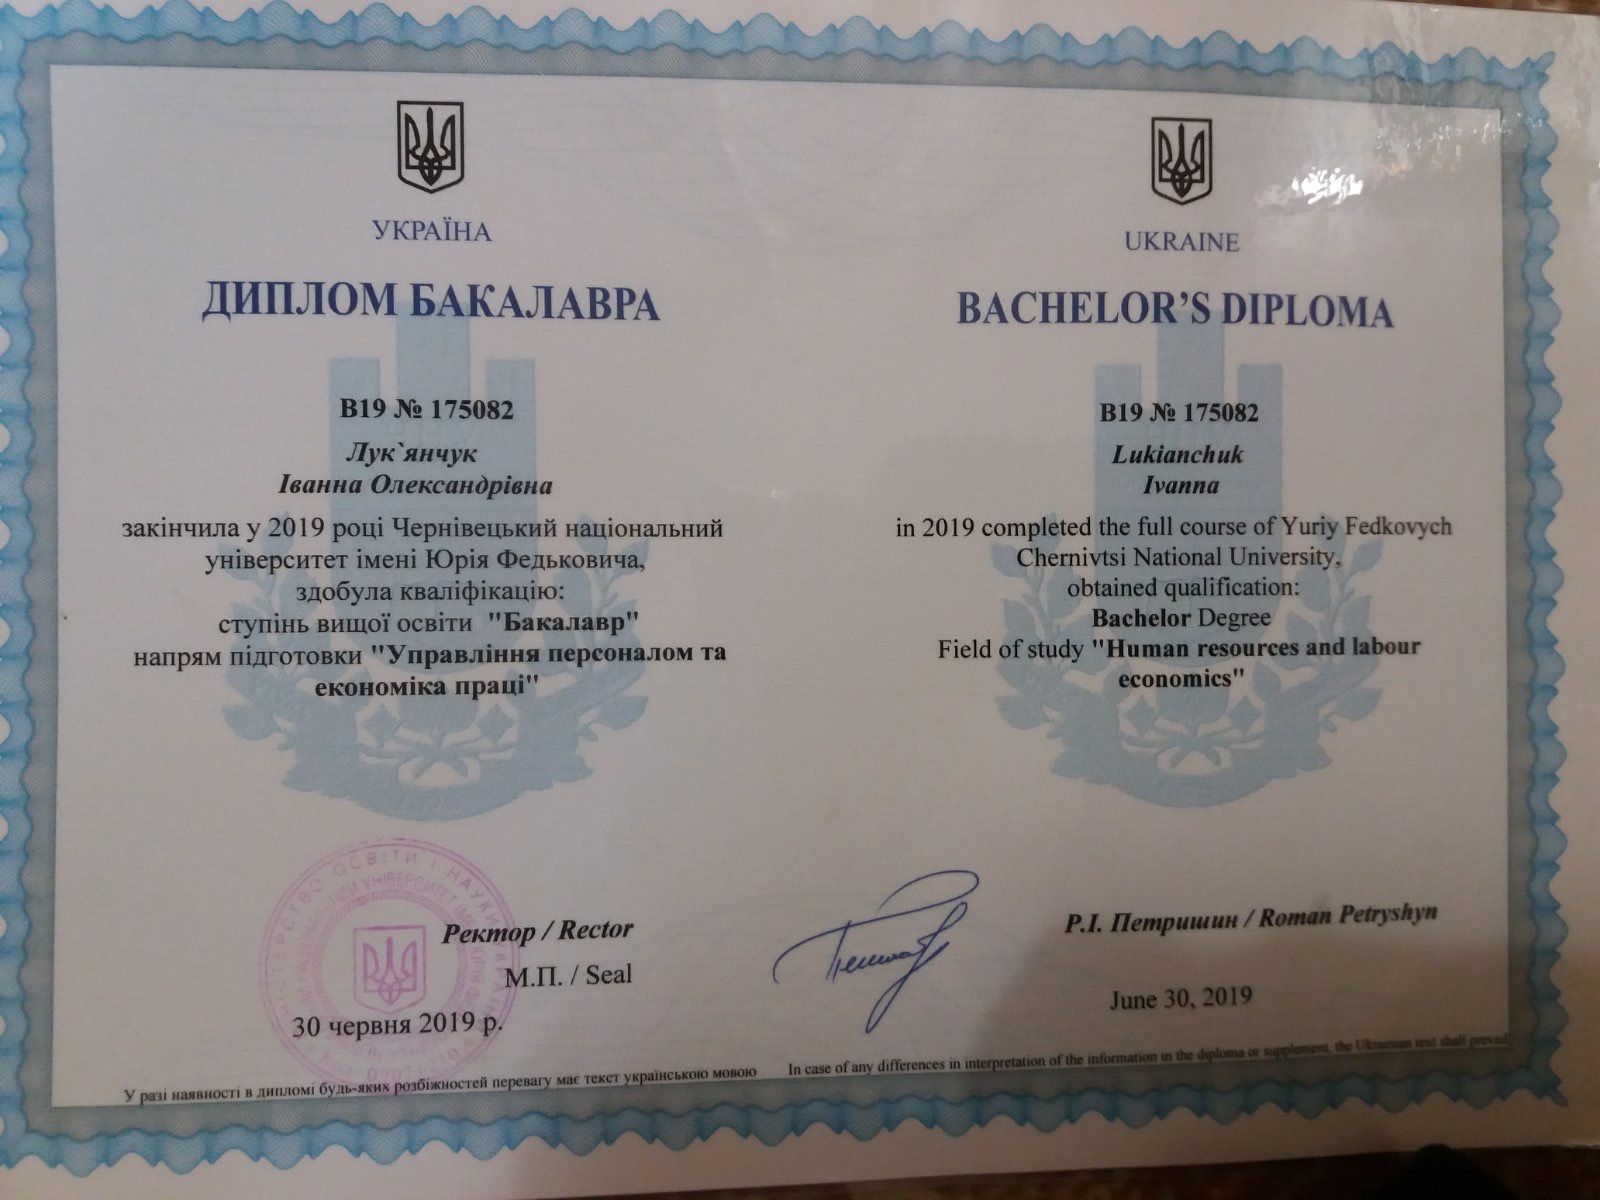 УКРАЇНА
ДИПЛОМ БАКАЛАВРА
В19 № 175082
Лук`янчук
Іванна Олександрівна
закінчила у 2019 році Чернівецький національний
університет імені Юрія Федьковича,
здобула кваліфікацію:
ступінь вищої освіти "Бакалавр"
напрям підготовки "Управління персоналом та
економіка праці"
UKRAINE
BACHELOR'S DIPLOMA
B19 № 175082
Lukianchuk
Ivanna
in 2019 completed the full course of Yuriy Fedkovych
Chernivtsi National University,
obtained qualification:
Bachelor Degree
Field of study "Human resources and labour
economics"
МІНІСТЕРСТВО ОСВІТИ І НАУКИ УКРАЇНИ
Ректор / Rector
М.П. / Seal
30 червня 2019 р.
Р.І. Петришин / Roman Petryshyn
June 30, 2019
У разі наявності в дипломі будь-яких розбіжностей перевагу має текст українською мовою
In case of any differences in interpretation of the information in the diploma or supplement, the Ukrainian text shall prevail